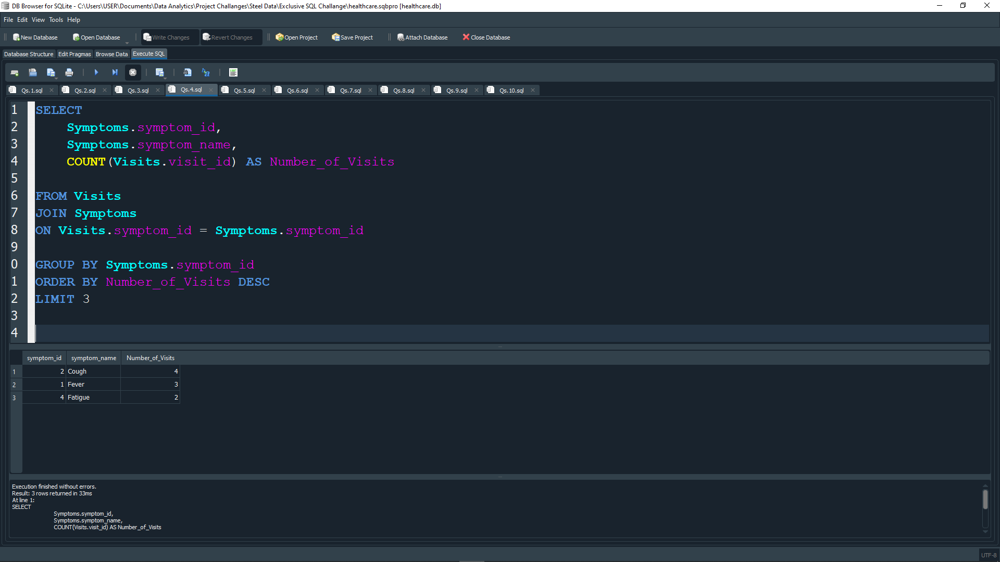 DB Browser for SQLite - C:\Users\USER\Documents\Data Analytics\Project Challanges\Steel Data\Exclusive SQL Challange\healthcare.sqbpro [healthcare.db]
File Edit View Tools Help
New Database Open Database Write Changes Revert Changes Open Project Save Project Attach Database Close Database
Database Structure Edit Pragmas Browse Data Execute SQL
Qs.1.sql Qs.2.sql Qs.3.sql Qs.4.sql Qs.5.sql Qs.6.sql Qs.7.sql Qs.8.sql Qs.9.sql Qs.10.sql
1 SELECT
2 Symptoms.symptom_id,
3 Symptoms.symptom_name,
4 COUNT(Visits.visit_id) AS Number_of_Visits
5
6 FROM Visits
7 JOIN Symptoms
8 ON Visits.symptom_id = Symptoms.symptom_id
9
0 GROUP BY Symptoms.symptom_id
1 ORDER BY Number_of_Visits DESC
2 LIMIT 3
3
4
symptom_id symptom_name Number_of_Visits
1 2 Cough 4
2 1 Fever 3
3 4 Fatigue 2
Execution finished without errors.
Result: 3 rows returned in 33ms
At line 1:
SELECT
Symptoms.symptom_id,
Symptoms.symptom_name,
COUNT(Visits.visit_id) AS Number_of_Visits
UTF-8